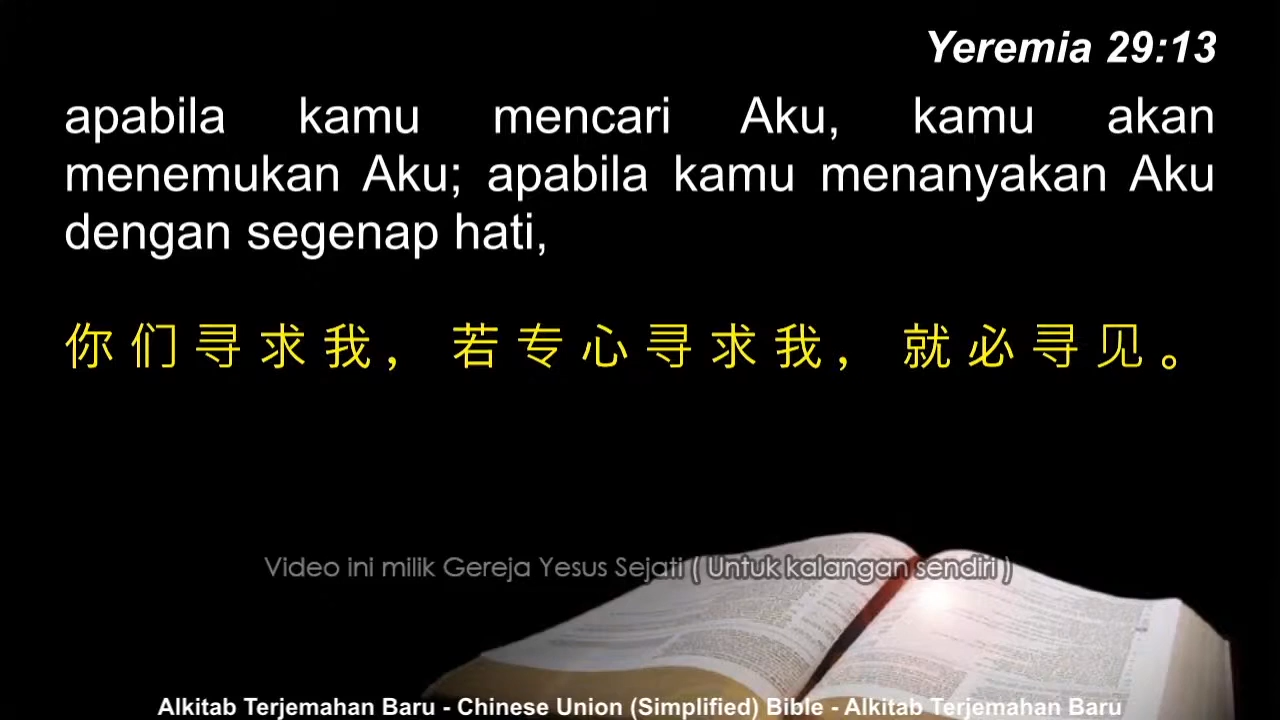 Yeremia 29:13
apabila kamu mencari Aku, kamu akan
menemukan Aku; apabila kamu menanyakan Aku
dengan segenap hati,
你们寻求我，若专心寻求我，就必寻见。
Video ini milik Gereja Yesus Sejati ( Untuk kalangan sendiri )
Alkitab Terjemahan Baru - Chinese Union (Simplified) Bible - Alkitab Terjemahan Baru